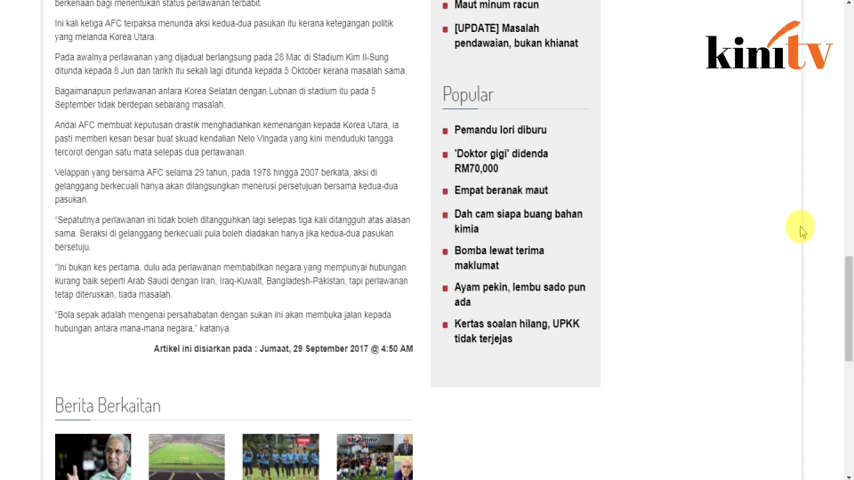 berkenaan bagi menentukan status perlawanan terbabit.
Ini kali ketiga AFC terpaksa menunda aksi kedua-dua pasukan itu kerana ketegangan politik
yang melanda Korea Utara.
Pada awalnya perlawanan yang dijadual berlangsung pada 28 Mac di Stadium Kim Il-Sung
ditunda kepada 8 Jun dan tarikh itu sekali lagi ditunda kepada 5 Oktober kerana masalah sama.
Bagaimanapun perlawanan antara Korea Selatan dengan Lubnan di stadium itu pada 5
September tidak berdepan sebarang masalah.
Andai AFC membuat keputusan drastik menghadiahkan kemenangan kepada Korea Utara, ia
pasti memberi kesan besar buat skuad kendalian Nelo Vingada yang kini menduduki tangga
tercorot dengan satu mata selepas dua perlawanan.
Velappan yang bersama AFC selama 29 tahun, pada 1978 hingga 2007 berkata, aksi di
gelanggang berkecuali hanya akan dilangsungkan menerusi persetujuan bersama kedua-dua
pasukan.
“Sepatutnya perlawanan ini tidak boleh ditangguhkan lagi selepas tiga kali ditangguh atas alasan
sama. Beraksi di gelanggang berkecuali pula boleh diadakan hanya jika kedua-dua pasukan
bersetuju.
“Ini bukan kes pertama, dulu ada perlawanan membabitkan negara yang mempunyai hubungan
kurang baik seperti Arab Saudi dengan Iran, Iraq-Kuwait, Bangladesh-Pakistan, tapi perlawanan
tetap diteruskan, tiada masalah.
“Bola sepak adalah mengenai persahabatan dengan sukan ini akan membuka jalan kepada
hubungan antara mana-mana negara,” katanya.
Artikel ini disiarkan pada : Jumaat, 29 September 2017 @ 4:50 AM
Berita Berkaitan
Maut minum racun
[UPDATE] Masalah
pendawaian, bukan khianat
Popular
Pemandu lori diburu
'Doktor gigi' didenda
RM70,000
Empat beranak maut
Dah cam siapa buang bahan
kimia
Bomba lewat terima
maklumat
Ayam pekin, lembu sado pun
ada
Kertas soalan hilang, UPKK
tidak terjejas
kinitv